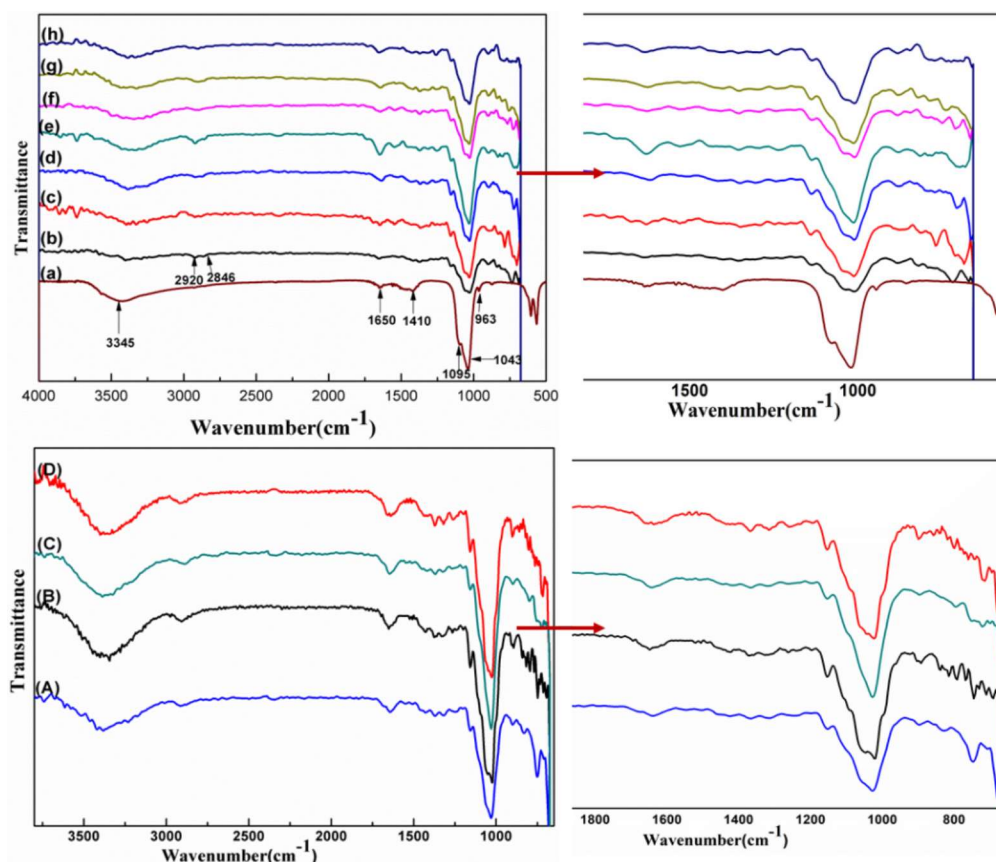 (h)
(g)
(f)
(e)
(d)
(c)
(b)
(a)
2920 2846
3345
1650 1410 963
1095 1043
Transmittance
4000 3500 3000 2500 2000 1500 1000 500
Wavenumber(cm-1)
1500 1000
Wavenumber(cm-1)
(D)
(C)
(B)
(A)
Transmittance
3500 3000 2500 2000 1500 1000
Wavenumber(cm-1)
1800 1600 1400 1200 1000 800
Wavenumber(cm-1)